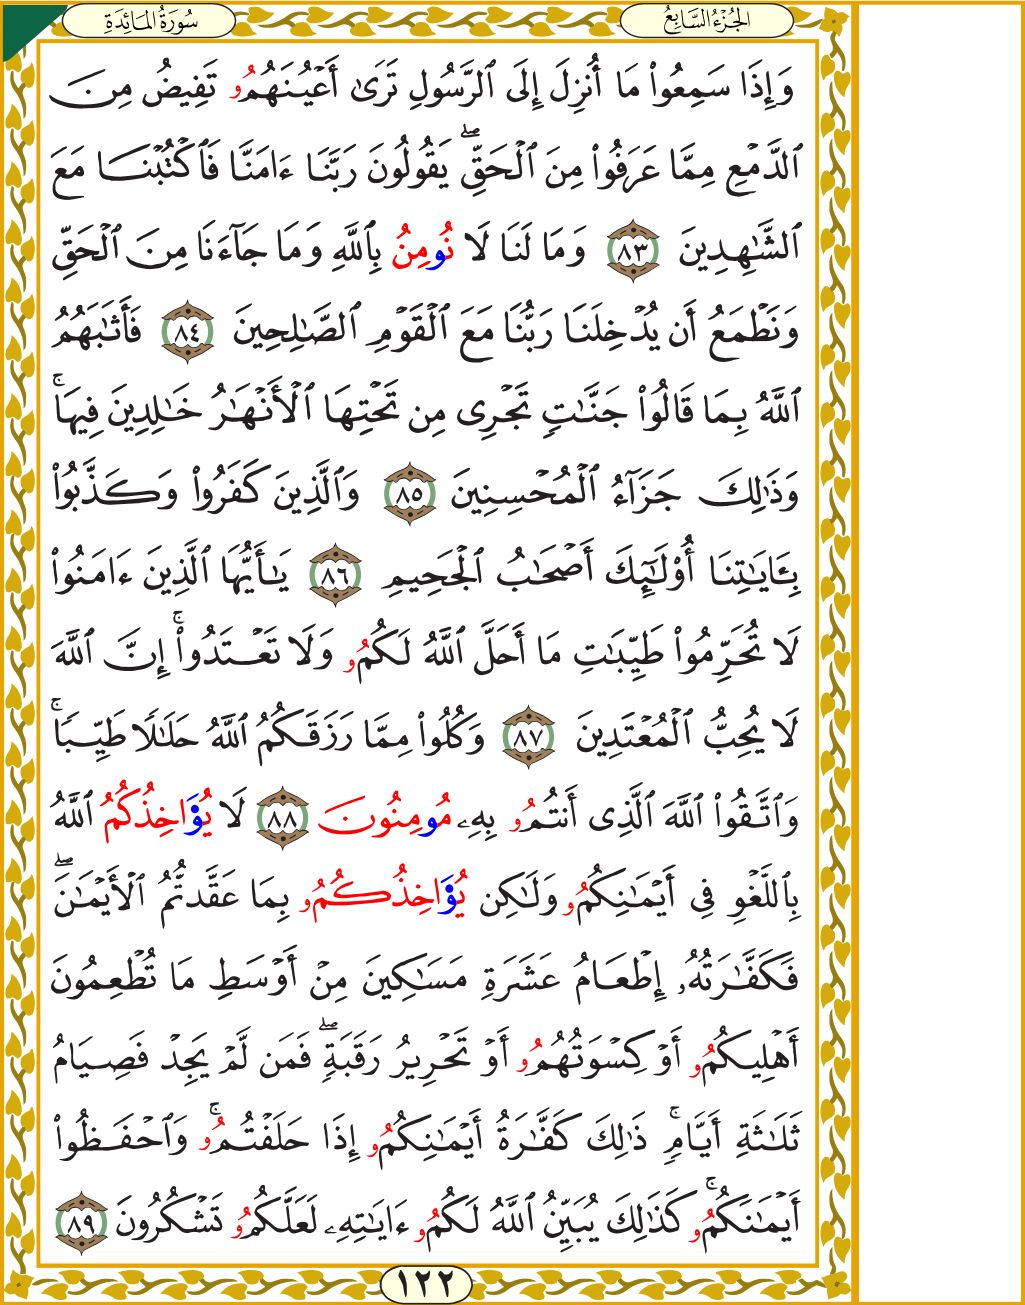 الجُزْءُ السَّابِعُ
سُورَةُ المَائِدَةِ
وَإِذَا سَمِعُواْ مَا أُنزِلَ إِلَى ٱلرَّسُولِ تَرَىٰ أَعْيُنَهُمُۥ تَفِيضُ مِنَ
ٱلدَّمْعِ مِمَّا عَرَفُواْ مِنَ ٱلْحَقِّۖ يَقُولُونَ رَبَّنَا ءَامَنَّا فَٱكْتُبْنَا مَعَ
ٱلشَّٰهِدِينَ ٨٣ وَمَا لَنَا لَا نُومِنُ بِٱللَّهِ وَمَا جَآءَنَا مِنَ ٱلْحَقِّ
وَنَطْمَعُ أَن يُدْخِلَنَا رَبُّنَا مَعَ ٱلْقَوْمِ ٱلصَّٰلِحِينَ ٨٤ فَأَثَٰبَهُمُ
ٱللَّهُ بِمَا قَالُواْ جَنَّٰتٖ تَجْرِى مِن تَحْتِهَا ٱلْأَنْهَٰرُ خَٰلِدِينَ فِيهَاۚ
وَذَٰلِكَ جَزَآءُ ٱلْمُحْسِنِينَ ٨٥ وَٱلَّذِينَ كَفَرُواْ وَكَذَّبُواْ
بِـَٔايَٰتِنَا أُوْلَٰٓئِكَ أَصْحَٰبُ ٱلْجَحِيمِ ٨٦ يَٰأَيُّهَا ٱلَّذِينَ ءَامَنُواْ
لَا تُحَرِّمُواْ طَيِّبَٰتِ مَا أَحَلَّ ٱللَّهُ لَكُمُۥ وَلَا تَعْتَدُواْۚ إِنَّ ٱللَّهَ
لَا يُحِبُّ ٱلْمُعْتَدِينَ ٨٧ وَكُلُواْ مِمَّا رَزَقَكُمُ ٱللَّهُ حَلَٰلٗا طَيِّبٗاۚ
وَٱتَّقُواْ ٱللَّهَ ٱلَّذِى أَنتُمُۥ بِهِۦ مُومِنُونَ ٨٨ لَا يُؤَاخِذُكُمُ ٱللَّهُ
بِٱللَّغْوِ فِى أَيْمَٰنِكُمُۥ وَلَٰكِن يُؤَاخِذُكُمُۥ بِمَا عَقَّدتُّمُ ٱلْأَيْمَٰنَۖ
فَكَفَّٰرَتُهُۥ إِطْعَامُ عَشَرَةِ مَسَٰكِينَ مِنْ أَوْسَطِ مَا تُطْعِمُونَ
أَهْلِيكُمُۥ أَوْ كِسْوَتُهُمُۥ أَوْ تَحْرِيرُ رَقَبَةٖۖ فَمَن لَّمْ يَجِدْ فَصِيَامُ
ثَلَٰثَةِ أَيَّامٖۚ ذَٰلِكَ كَفَّٰرَةُ أَيْمَٰنِكُمُۥ إِذَا حَلَفْتُمُۥۚ وَٱحْفَظُواْ
أَيْمَٰنَكُمُۥۚ كَذَٰلِكَ يُبَيِّنُ ٱللَّهُ لَكُمُۥ ءَايَٰتِهِۦ لَعَلَّكُمُۥ تَشْكُرُونَ ٨٩
١٢٢